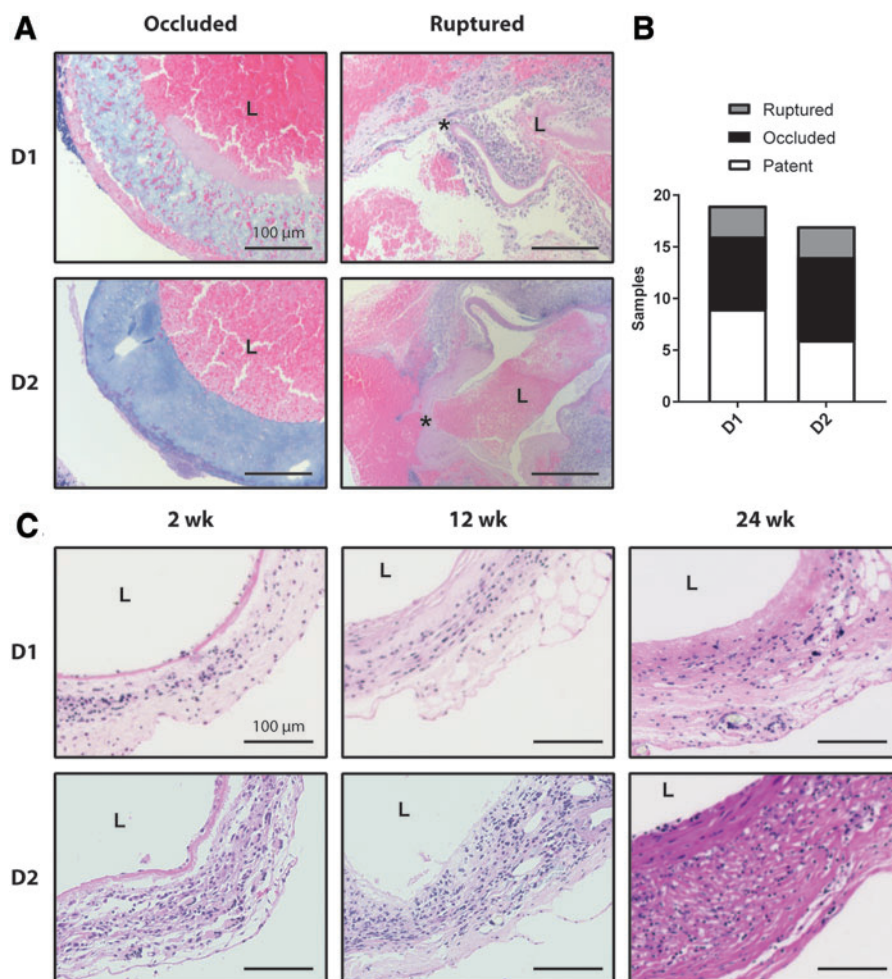 A
Occluded
Ruptured
D1
L
100 μm
*
L
D2
L
*
L
B
Ruptured
Occluded
Patent
Samples
20
15
10
5
0
D1
D2
C
2 wk
12 wk
24 wk
D1
L
100 μm
L
L
D2
L
L
L